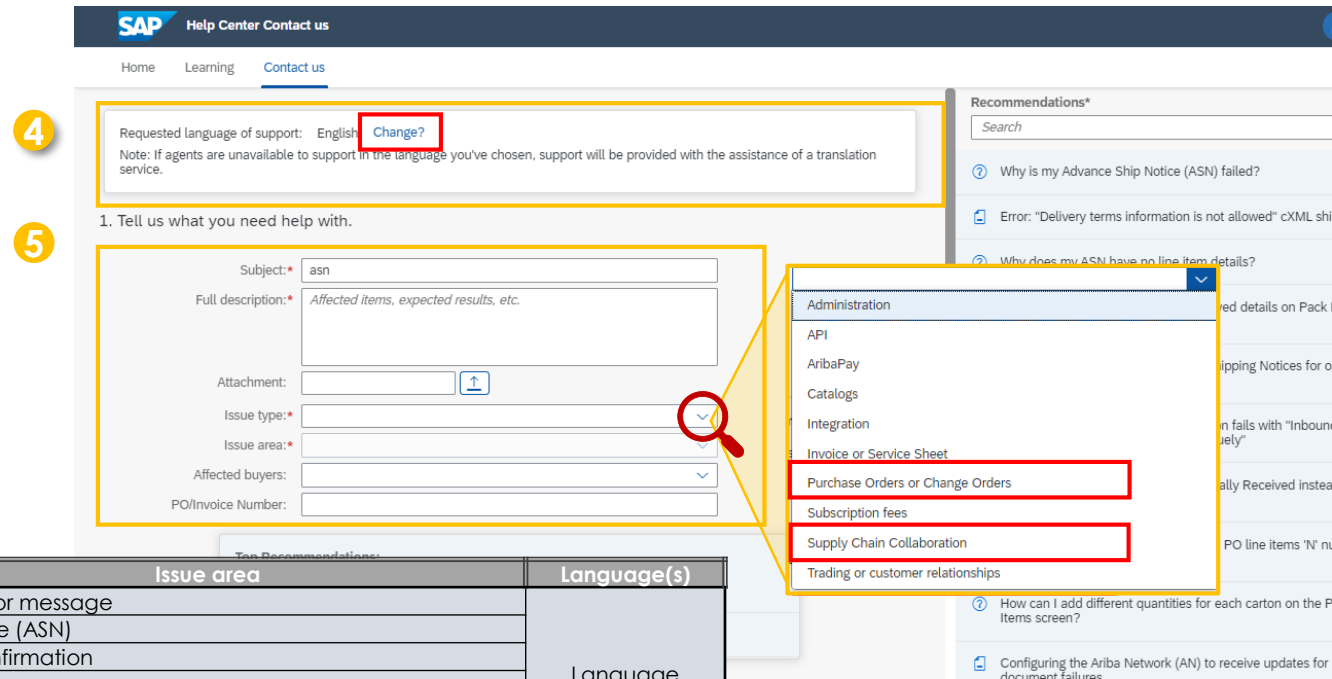 SAP Help Center Contact us
Home Learning Contact us
4
Requested language of support: English Change?
Note: If agents are unavailable to support in the language you've chosen, support will be provided with the assistance of a translation
service.
5
1. Tell us what you need help with.
Subject:* asn
Full description:* Affected items, expected results, etc.
Attachment:
Issue type:*
Issue area:*
Affected buyers:
PO/Invoice Number:
Top Recommendations:
Administration
API
AribaPay
Catalogs
Integration
Invoice or Service Sheet
Purchase Orders or Change Orders
Subscription fees
Supply Chain Collaboration
Trading or customer relationships
Recommendations*
Search
Why is my Advance Ship Notice (ASN) failed?
Error: "Delivery terms information is not allowed" cXML shi
Why does my ASN have no line item details?
ved details on Pack
ipping Notices for o
n fails with "Inbound
uely"
ally Received instea
PO line items 'N' nu
How can I add different quantities for each carton on the P
Items screen?
Configuring the Ariba Network (AN) to receive updates for
document failures
Issue area Language(s)
or message
e (ASN)
nfirmation
Language